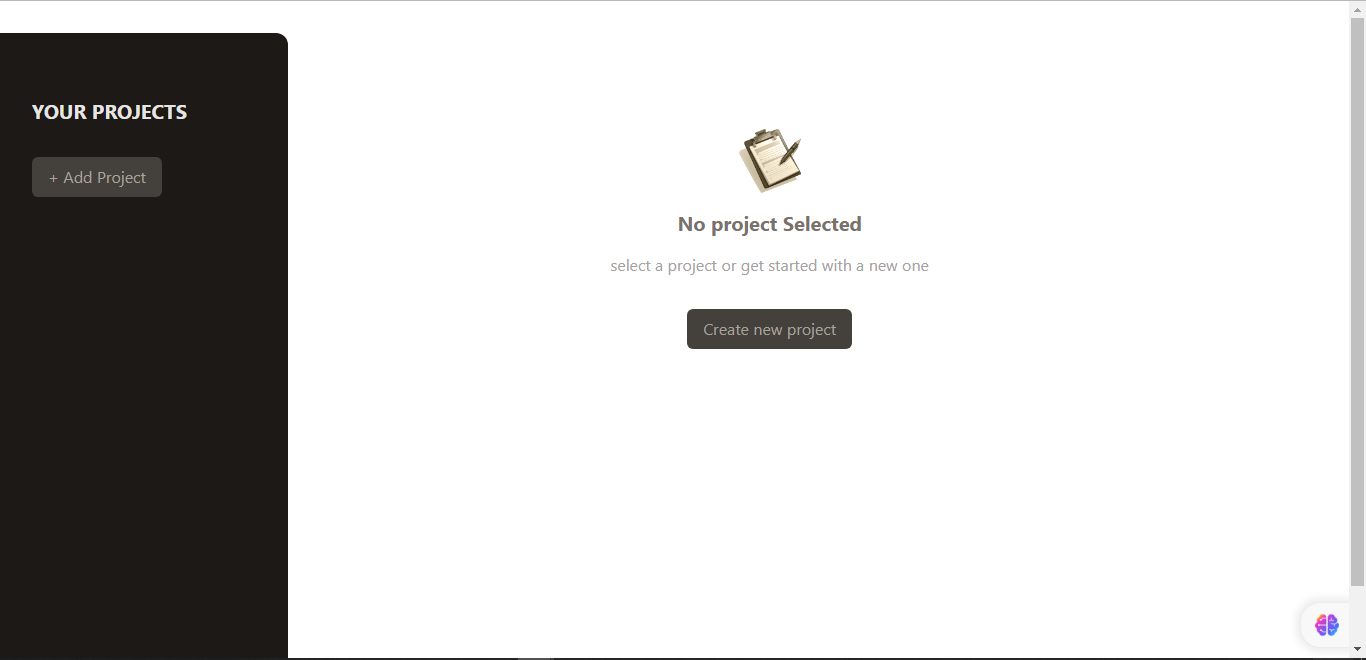 YOUR PROJECTS
+ Add Project
No project Selected
select a project or get started with a new one
Create new project